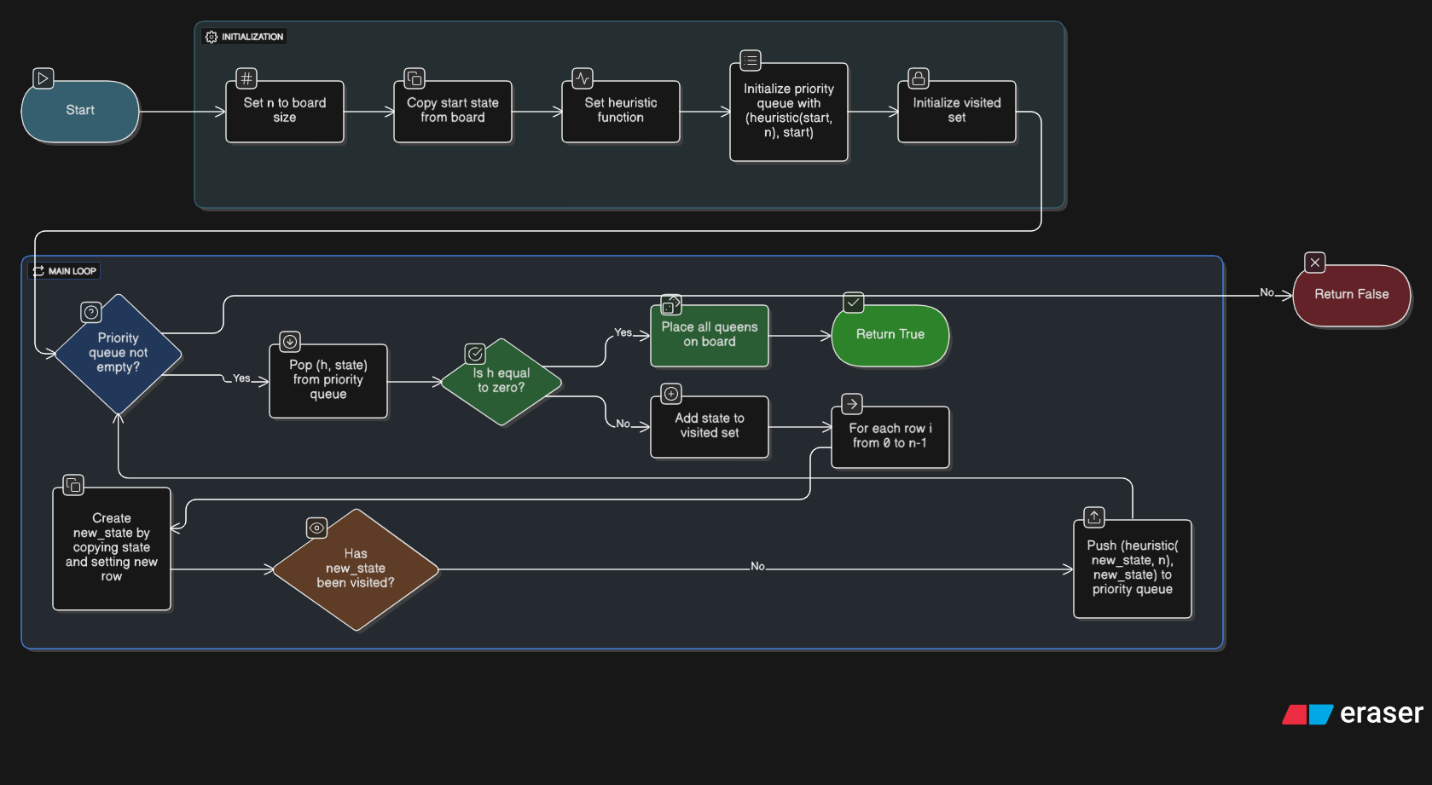 INITIALIZATION
Start
Set n to board
size
Copy start state
from board
Set heuristic
function
Initialize priority
queue with
(heuristic(start,
n), start)
Initialize visited
set
MAIN LOOP
Priority
queue not
empty?
No
Return False
Yes
Pop (h, state)
from priority
queue
Is h equal
to zero?
Yes
Place all queens
on board
Return True
No
Add state to
visited set
For each row i
from 0 to n-1
Create
new_state by
copying state
and setting new
row
Has
new_state
been visited?
No
Push (heuristic(
new_state, n),
new_state) to
priority queue
eraser